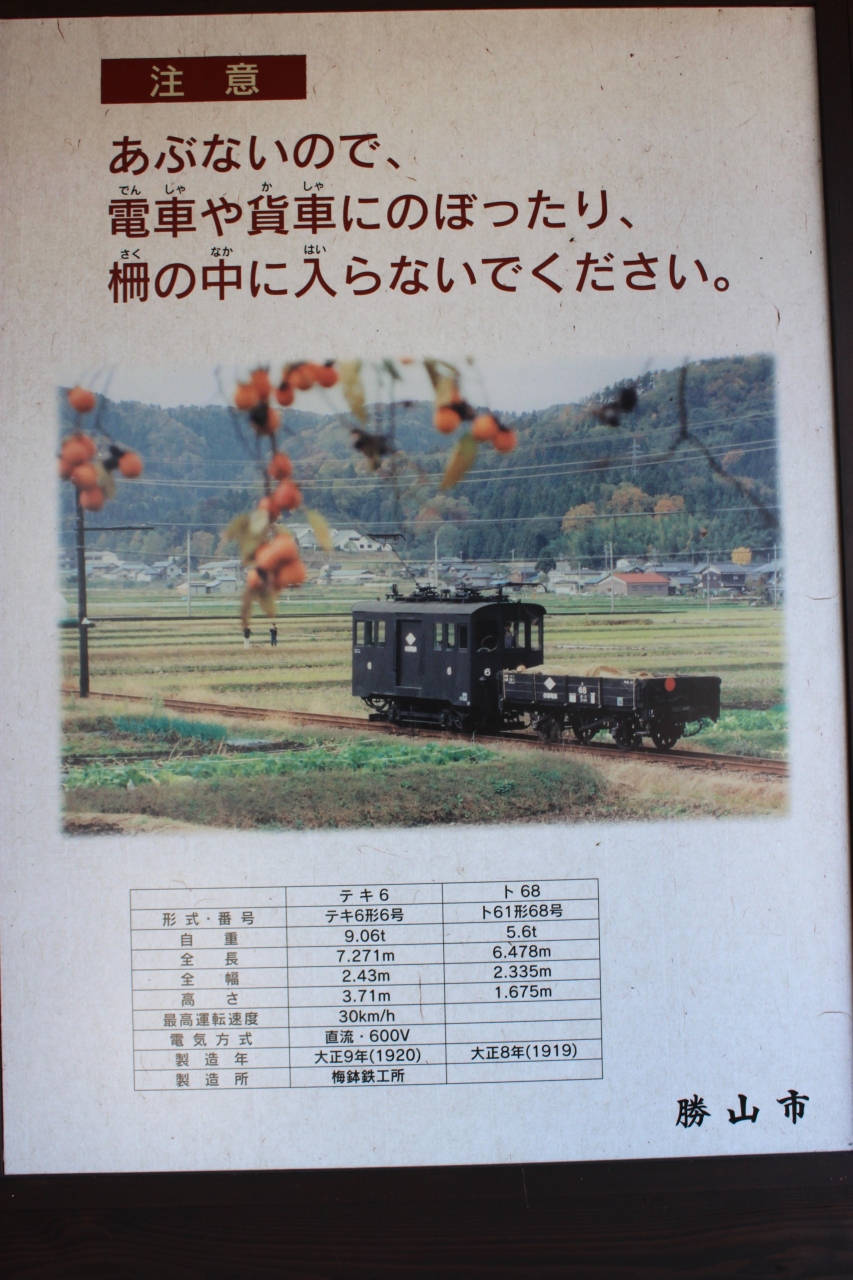 注意
あぶないので、
でん しゃ か しゃ
電車や貨車にのぼったり、
さく なか はい
柵の中に入らないでください。
6
6
6
68
テキ6 ト68
形式・番号 テキ6形6号 ト61形68号
自重 9.06t 5.6t
全長 7.271m 6.478m
全幅 2.43m 2.335m
高さ 3.71m 1.675m
最高運転速度 30km/h
電気方式 直流・600V
製造年 大正9年(1920) 大正8年(1919)
製造所 梅鉢鉄工所
勝山市